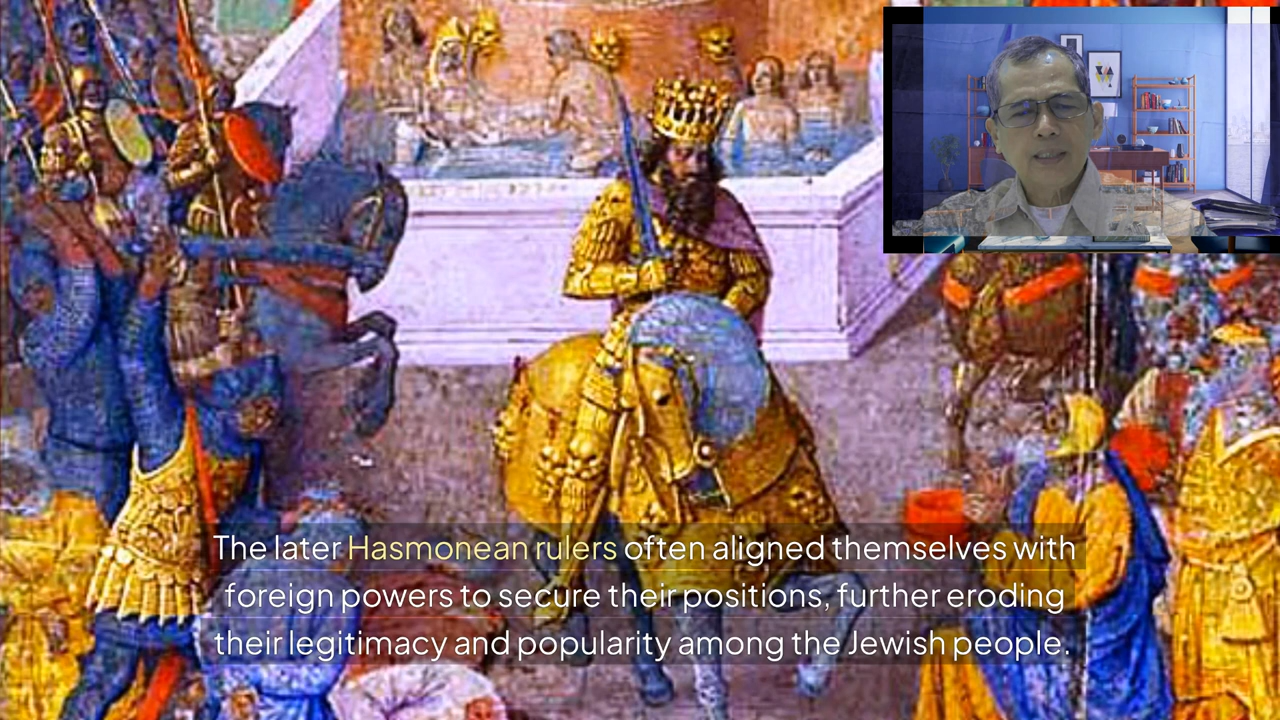 The later Hasmonean rulers often aligned themselves with
foreign powers to secure their positions, further eroding
their legitimacy and popularity among the Jewish people.